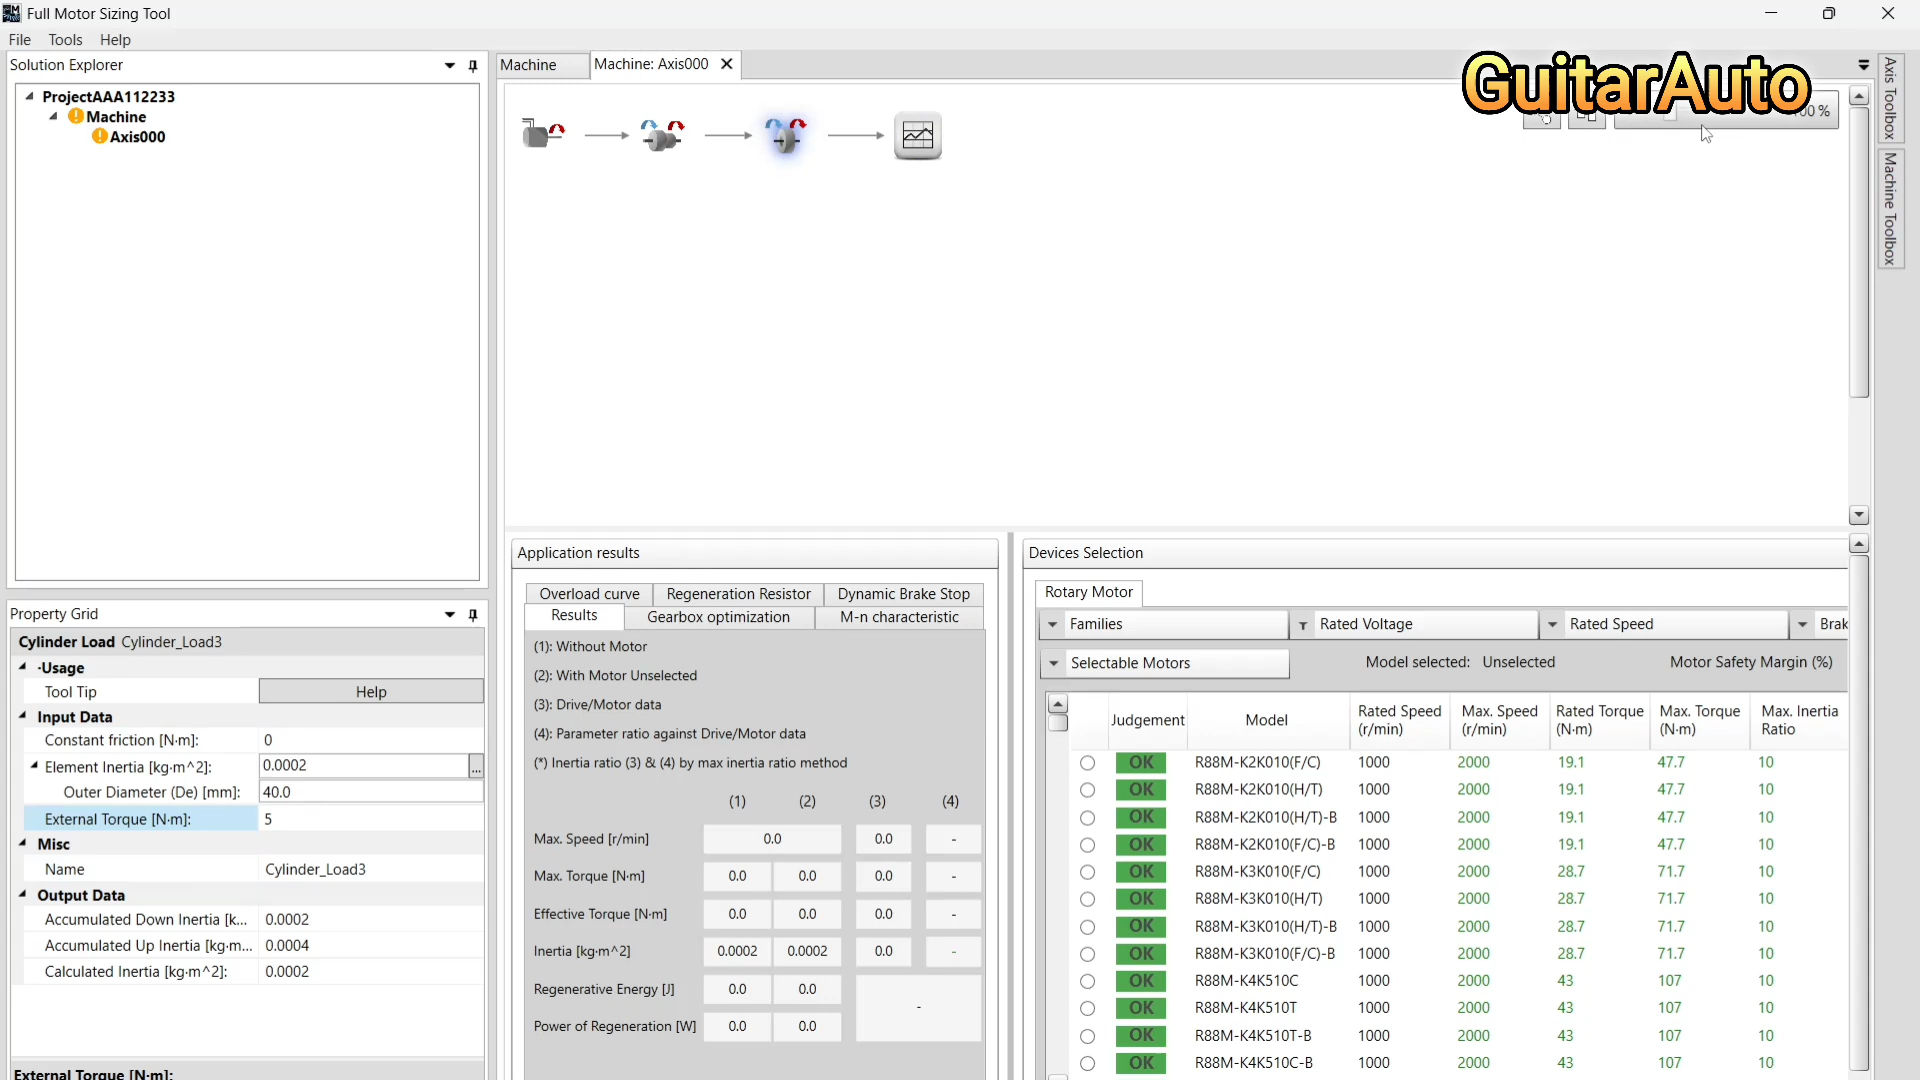 Full Motor Sizing Tool
File Tools Help
Solution Explorer
ProjectAAA112233
Machine
Axis000
Machine
Machine: Axis000
GuitarAuto
Axis Toolbox
Machine Toolbox
Property Grid
Cylinder Load Cylinder_Load3
-Usage
Tool Tip Help
Input Data
Constant friction [N·m]: 0
Element Inertia [kg·m^2]: 0.0002 ...
Outer Diameter (De) [mm]: 40.0
External Torque [N·m]: 5
Misc
Name Cylinder_Load3
Output Data
Accumulated Down Inertia [k... 0.0002
Accumulated Up Inertia [kg·m... 0.0004
Calculated Inertia [kg·m^2]: 0.0002
External Torque [N·m]:
Application results
Overload curve Regeneration Resistor Dynamic Brake Stop
Results Gearbox optimization M-n characteristic
(1): Without Motor
(2): With Motor Unselected
(3): Drive/Motor data
(4): Parameter ratio against Drive/Motor data
(*) Inertia ratio (3) & (4) by max inertia ratio method
(1) (2) (3) (4)
Max. Speed [r/min] 0.0 0.0 -
Max. Torque [N·m] 0.0 0.0 0.0 -
Effective Torque [N·m] 0.0 0.0 0.0 -
Inertia [kg·m^2] 0.0002 0.0002 0.0 -
Regenerative Energy [J] 0.0 0.0 -
Power of Regeneration [W] 0.0 0.0
Devices Selection
Rotary Motor
Families Rated Voltage Rated Speed Brak
Selectable Motors Model selected: Unselected Motor Safety Margin (%)
Judgement Model Rated Speed (r/min) Max. Speed (r/min) Rated Torque (N·m) Max. Torque (N·m) Max. Inertia Ratio
OK R88M-K2K010(F/C) 1000 2000 19.1 47.7 10
OK R88M-K2K010(H/T) 1000 2000 19.1 47.7 10
OK R88M-K2K010(H/T)-B 1000 2000 19.1 47.7 10
OK R88M-K2K010(F/C)-B 1000 2000 19.1 47.7 10
OK R88M-K3K010(F/C) 1000 2000 28.7 71.7 10
OK R88M-K3K010(H/T) 1000 2000 28.7 71.7 10
OK R88M-K3K010(H/T)-B 1000 2000 28.7 71.7 10
OK R88M-K3K010(F/C)-B 1000 2000 28.7 71.7 10
OK R88M-K4K510C 1000 2000 43 107 10
OK R88M-K4K510T 1000 2000 43 107 10
OK R88M-K4K510T-B 1000 2000 43 107 10
OK R88M-K4K510C-B 1000 2000 43 107 10